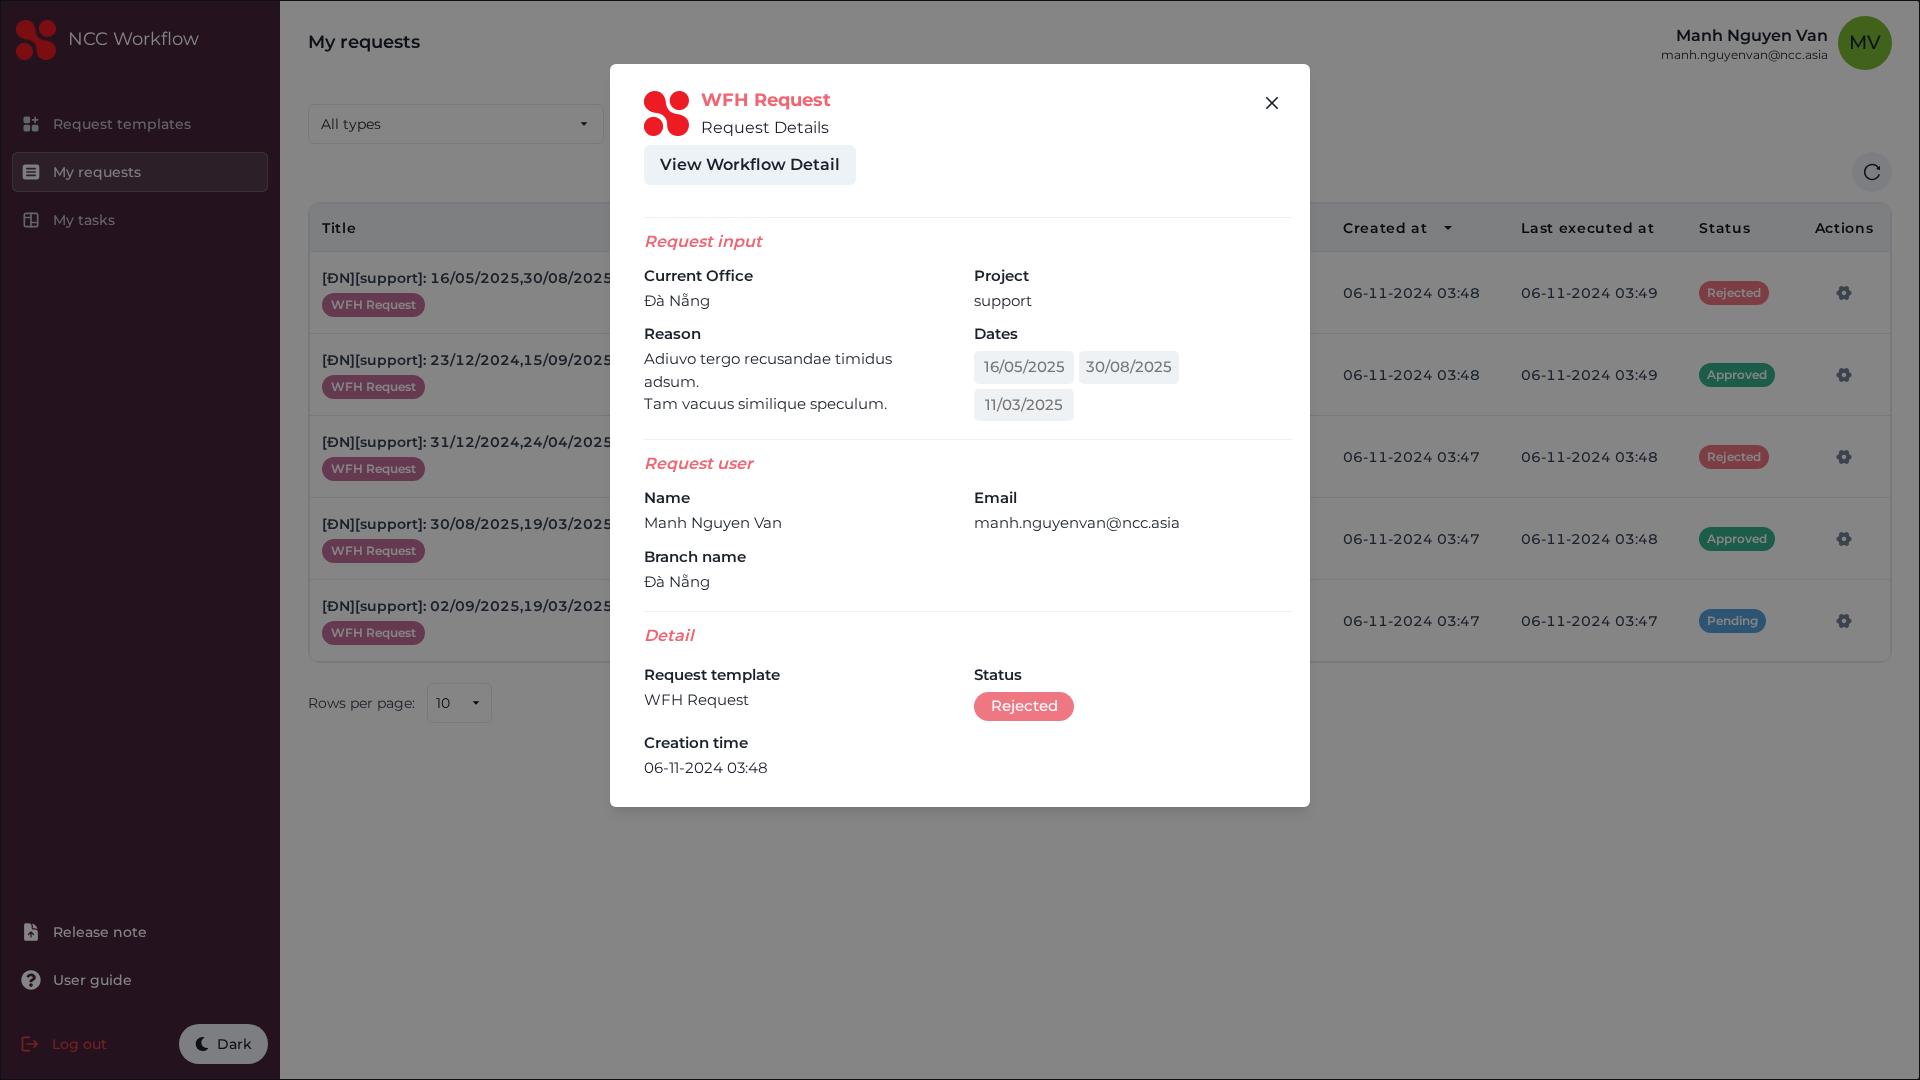 NCC Workflow
Request templates
My requests
My tasks
Release note
User guide
Log out
Dark
My requests
Manh Nguyen Van
manh.nguyenvan@ncc.asia
MV
All types
Title
Created at
Last executed at
Status
Actions
[ĐN][support]: 16/05/2025,30/08/2025
WFH Request
06-11-2024 03:48
06-11-2024 03:49
Rejected
[ĐN][support]: 23/12/2024,15/09/2025
WFH Request
06-11-2024 03:48
06-11-2024 03:49
Approved
[ĐN][support]: 31/12/2024,24/04/2025
WFH Request
06-11-2024 03:47
06-11-2024 03:48
Rejected
[ĐN][support]: 30/08/2025,19/03/2025
WFH Request
06-11-2024 03:47
06-11-2024 03:48
Approved
[ĐN][support]: 02/09/2025,19/03/2025
WFH Request
06-11-2024 03:47
06-11-2024 03:47
Pending
Rows per page:
10
WFH Request
Request Details
View Workflow Detail
Request input
Current Office
Đà Nẵng
Project
support
Reason
Adiuvo tergo recusandae timidus
adsum.
Tam vacuus similique speculum.
Dates
16/05/2025
30/08/2025
11/03/2025
Request user
Name
Manh Nguyen Van
Email
manh.nguyenvan@ncc.asia
Branch name
Đà Nẵng
Detail
Request template
WFH Request
Status
Rejected
Creation time
06-11-2024 03:48